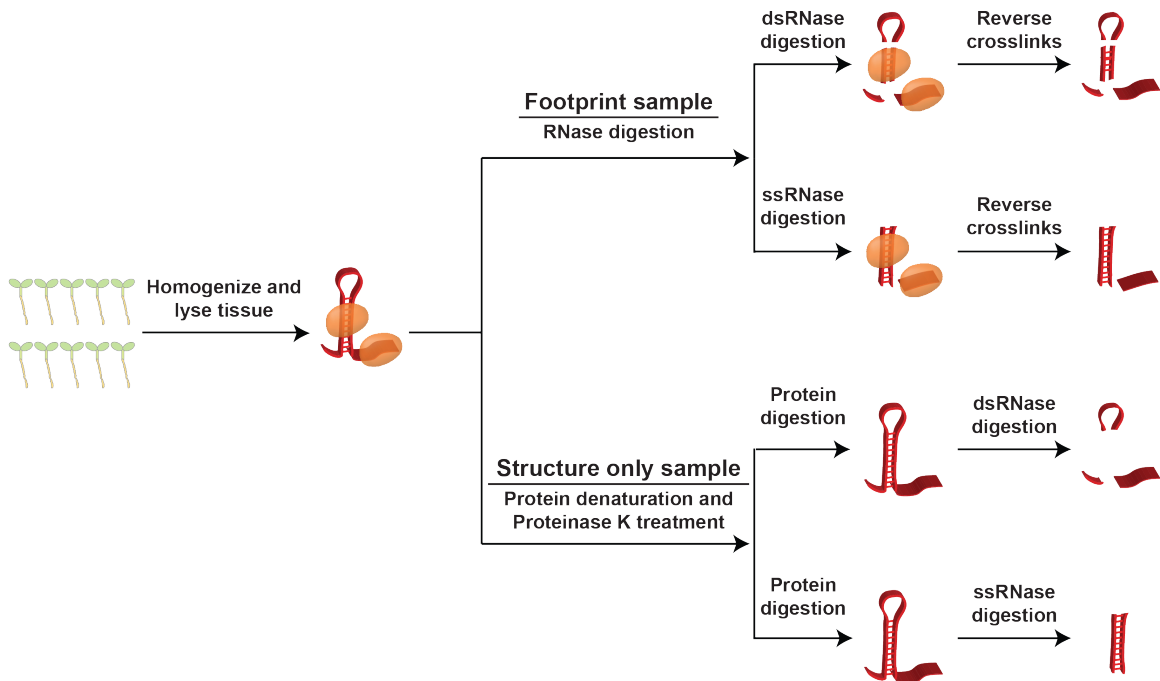 Homogenize and
lyse tissue
Footprint sample
RNase digestion
dsRNase
digestion
Reverse
crosslinks
ssRNase
digestion
Reverse
crosslinks
Structure only sample
Protein denaturation and
Proteinase K treatment
Protein
digestion
dsRNase
digestion
Protein
digestion
ssRNase
digestion